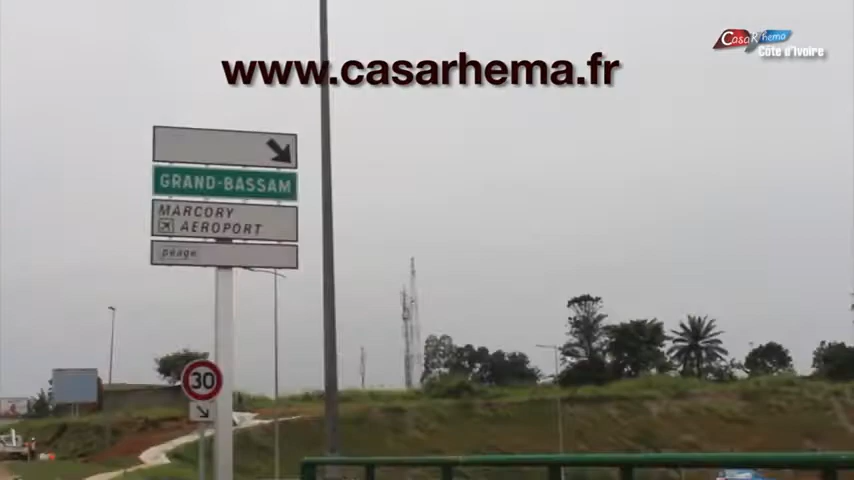 www.casarhema.fr
CasaRhema
Côte d'Ivoire
GRAND-BASSAM
MARCORY
AEROPORT
péage
30